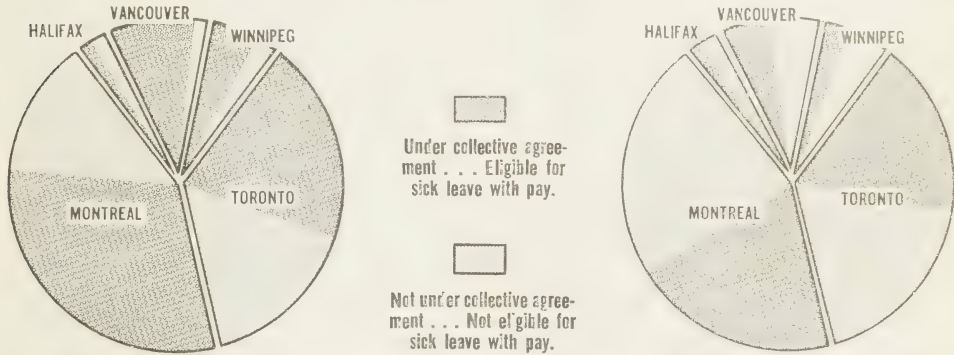 VANCOUVER
HALIFAX
WINNIPEG
MONTREAL
TORONTO
Under collective agree-
ment . . . Eligible for
sick leave with pay.
Not under collective agree-
ment . . . Not eligible for
sick leave with pay.
VANCOUVER
HALIFAX
WINNIPEG
MONTREAL
TORONTO